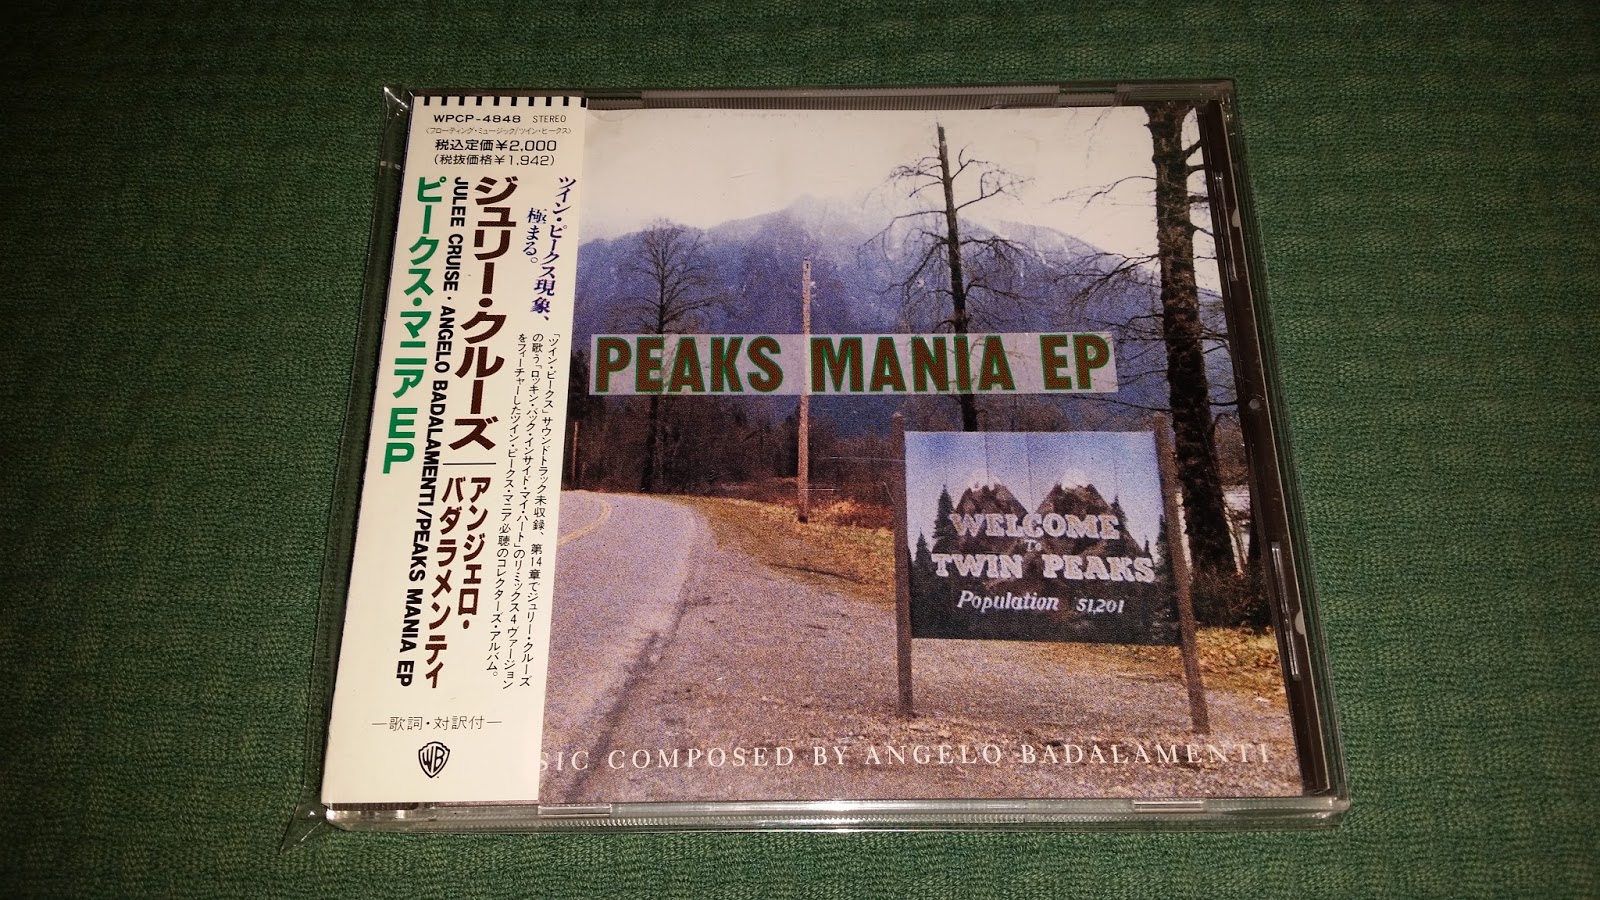 WPCP-4848 STEREO
〈フローティング・ミュージック/ツイン・ピークス〉
税込定価¥2,000
(税抜価格¥1,942)
ツイン・ピークス現象、
極まる。
「ツイン・ピークス」サウンドトラック未収録、第14章でジュリー・クルーズ
の歌う「ロッキン・バック・インサイド・マイ・ハート」のリミックス4ヴァージョン
をフィーチャーしたツイン・ピークス・マニア必聴のコレクターズ・アルバム。
ジュリー・クルーズ
アンジェロ・
バダラメンティ
JULEE CRUISE・ANGELO BADALAMENTI/PEAKS MANIA EP
ピークス・マニア EP
—歌詞・対訳付—
WB
PEAKS MANIA EP
WELCOME
To
TWIN PEAKS
Population 51,201
SIC COMPOSED BY ANGELO BADALAMENTI